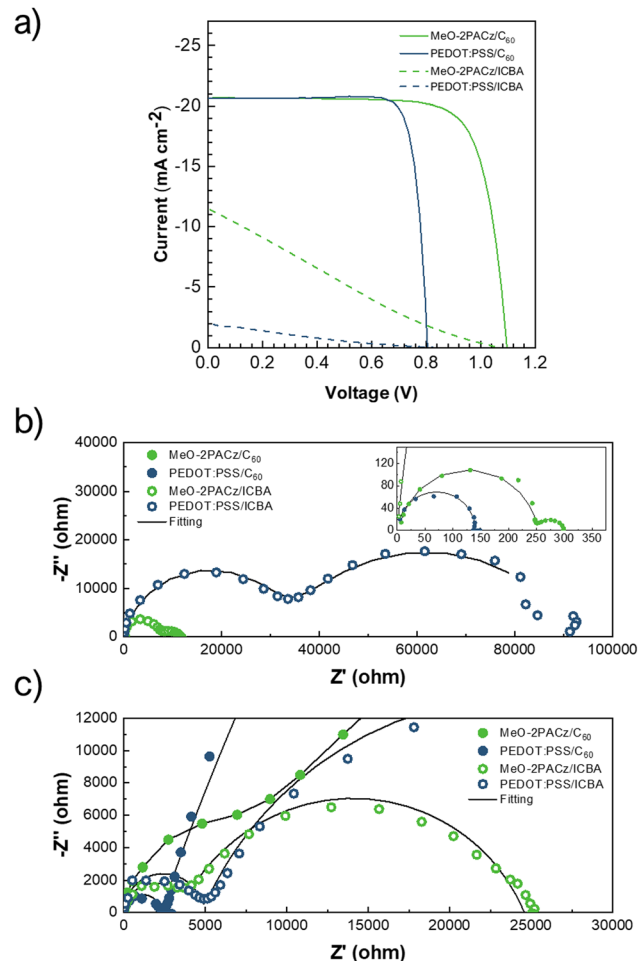 a)
-25
-20
-15
-10
-5
0
Current (mA cm-2)
MeO-2PACz/C60
PEDOT:PSS/C60
MeO-2PACz/ICBA
PEDOT:PSS/ICBA
0.0 0.2 0.4 0.6 0.8 1.0 1.2
Voltage (V)
b)
40000
30000
20000
10000
0
-Z'' (ohm)
MeO-2PACz/C60
PEDOT:PSS/C60
MeO-2PACz/ICBA
PEDOT:PSS/ICBA
Fitting
120
80
40
0
0 50 100 150 200 250 300 350
0 20000 40000 60000 80000 100000
Z' (ohm)
c)
12000
10000
8000
6000
4000
2000
0
-Z'' (ohm)
MeO-2PACz/C60
PEDOT:PSS/C60
MeO-2PACz/ICBA
PEDOT:PSS/ICBA
Fitting
0 5000 10000 15000 20000 25000 30000
Z' (ohm)